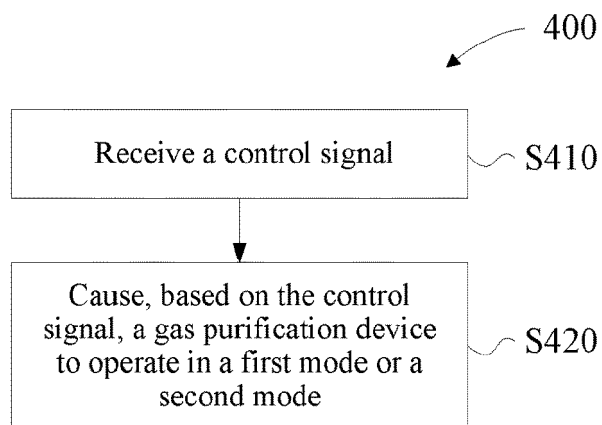 400
Receive a control signal
S410
Cause, based on the control
signal, a gas purification device
to operate in a first mode or a
second mode
S420